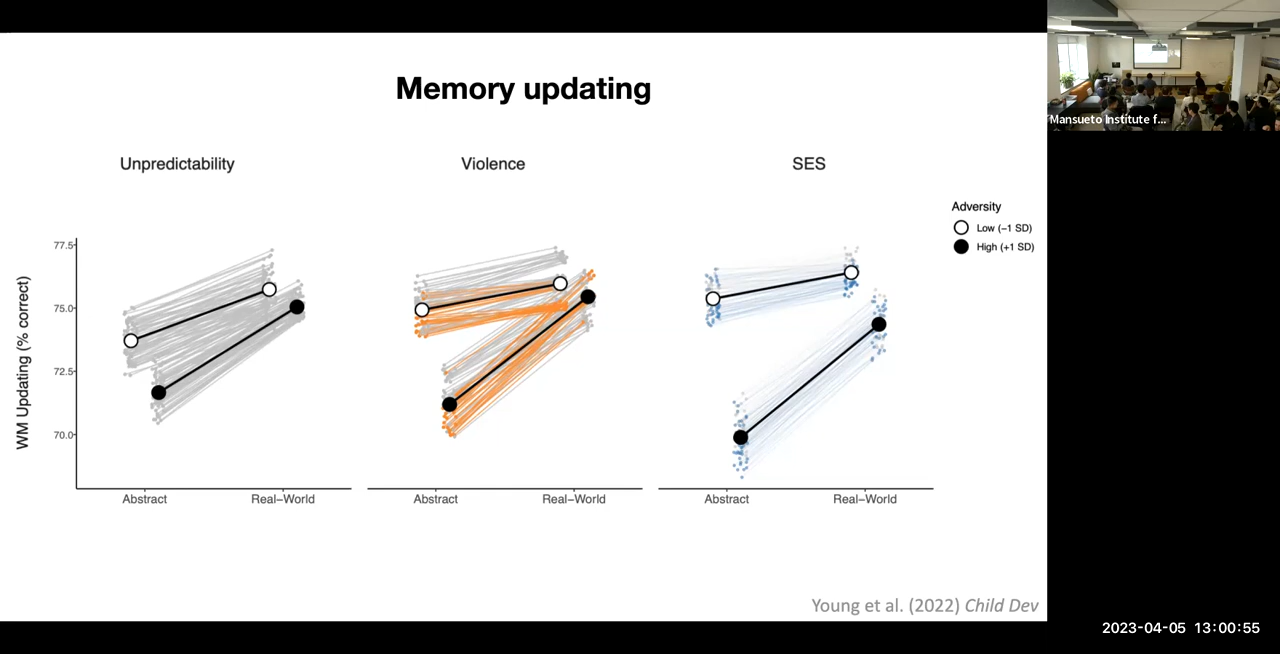 Memory updating
Unpredictability
Violence
SES
Adversity
Low (−1 SD)
High (+1 SD)
WM Updating (% correct)
77.5
75.0
72.5
70.0
Abstract
Real−World
Abstract
Real−World
Abstract
Real−World
Young et al. (2022) Child Dev
Mansueto Institute f...
2023-04-05 13:00:55